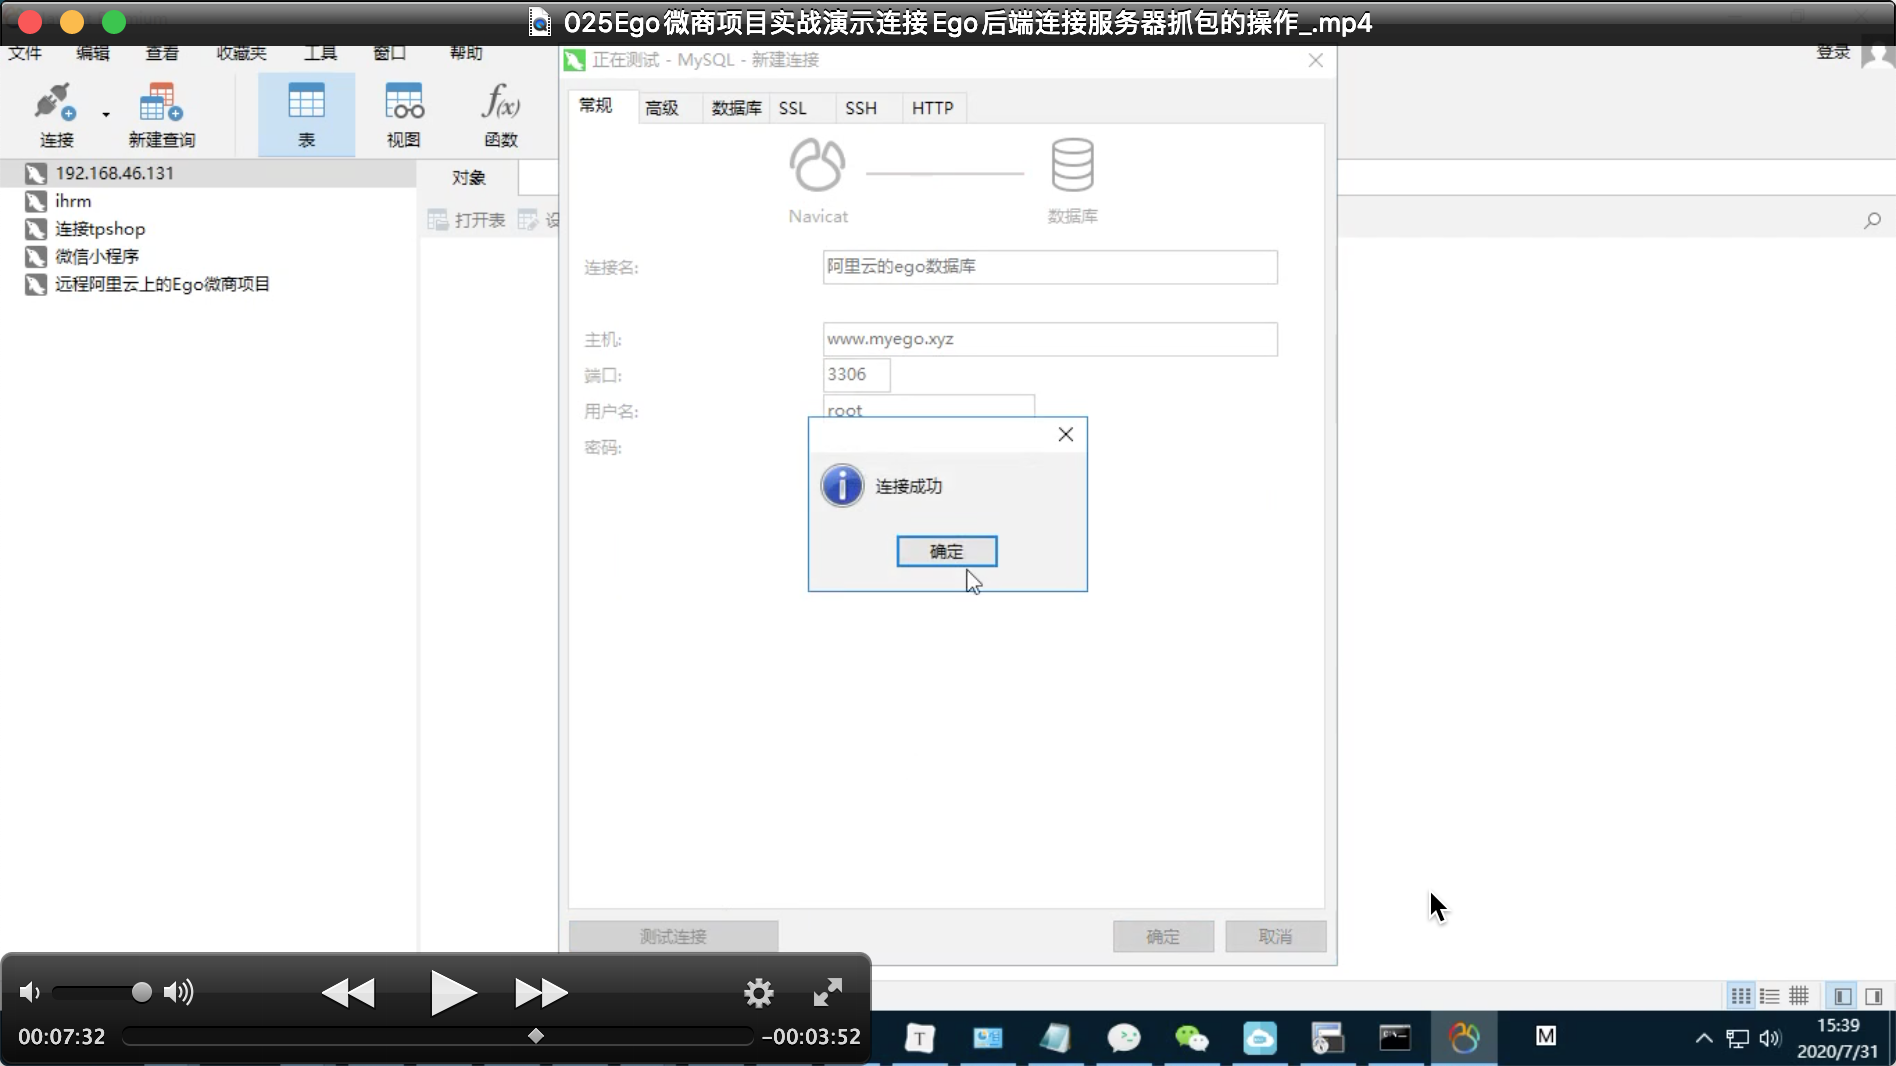 025Ego微商项目实战演示连接Ego后端连接服务器抓包的操作_.mp4
文件 编辑 查看 收藏夹 工具 窗口 帮助
登录
正在测试 - MySQL - 新建连接
连接 新建查询 表 视图 函数
常规 高级 数据库 SSL SSH HTTP
192.168.46.131
ihrm
连接tpshop
微信小程序
远程阿里云上的Ego微商项目
对象
打开表
Navicat 数据库
连接名: 阿里云的ego数据库
主机: www.myego.xyz
端口: 3306
用户名: root
密码:
连接成功
确定
测试连接 确定 取消
00:07:32 -00:03:52
T
M
15:39
2020/7/31